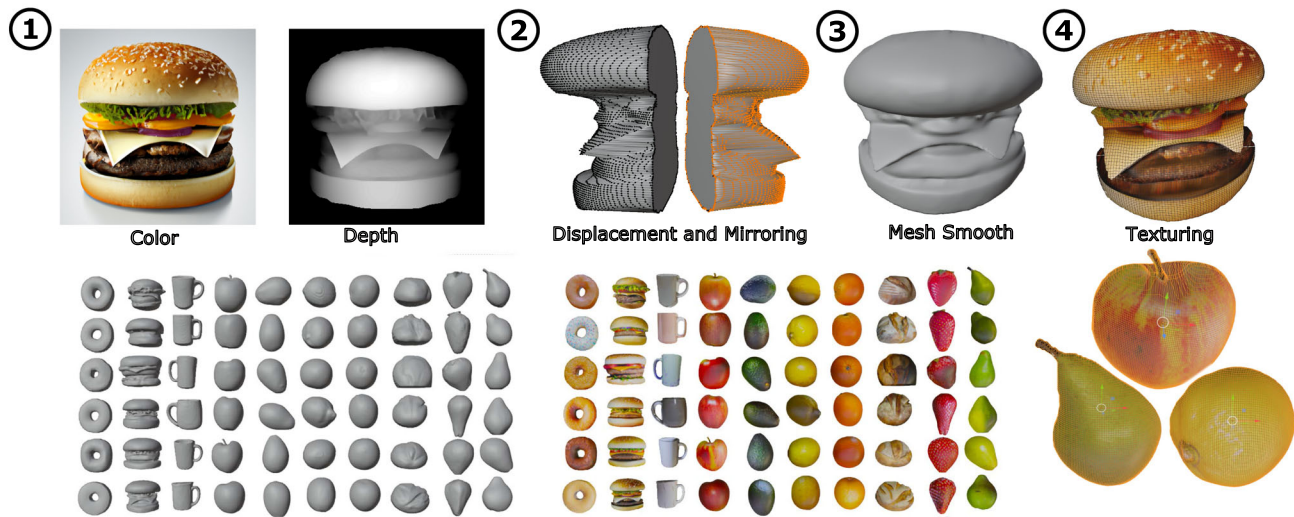 1
2
3
4
Color
Depth
Displacement and Mirroring
Mesh Smooth
Texturing